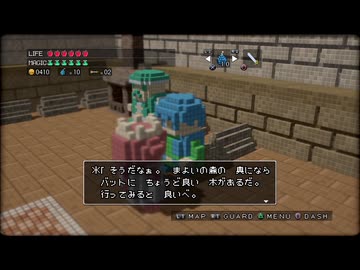 LIFE
MAGIC
0410 10 02
10
「そうだなぁ。 まよいの森の 奥になら
バットに ちょうど良い 木があるだ。
行ってみると 良いべ。
MAP GUARD MENU DASH